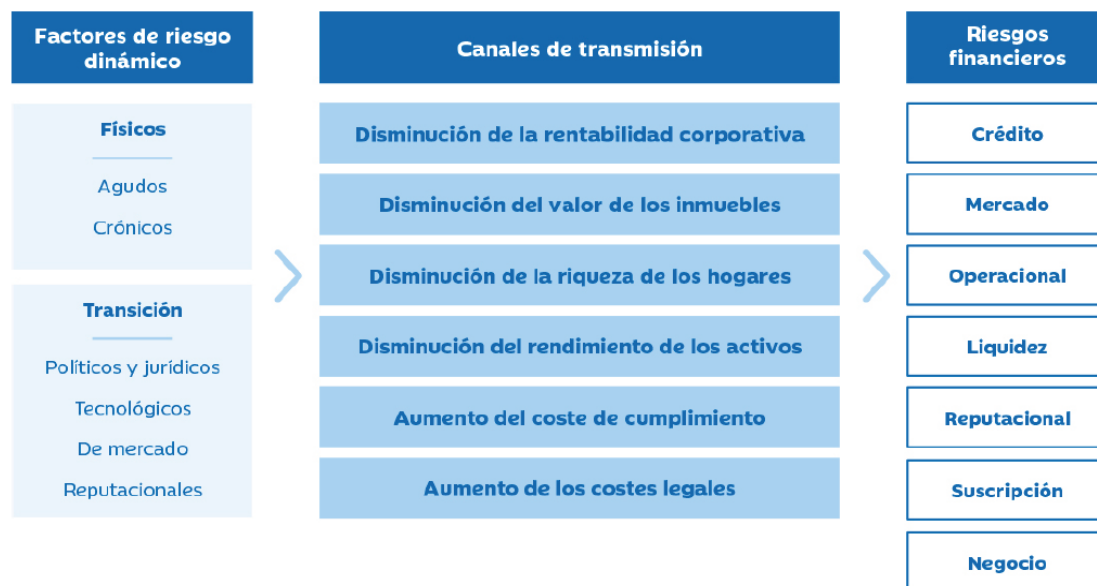 Factores de riesgo
dinámico
Físicos
Agudos
Crónicos
Transición
Políticos y jurídicos
Tecnológicos
De mercado
Reputacionales
Canales de transmisión
Disminución de la rentabilidad corporativa
Disminución del valor de los inmuebles
Disminución de la riqueza de los hogares
Disminución del rendimiento de los activos
Aumento del coste de cumplimiento
Aumento de los costes legales
Riesgos
financieros
Crédito
Mercado
Operacional
Liquidez
Reputacional
Suscripción
Negocio